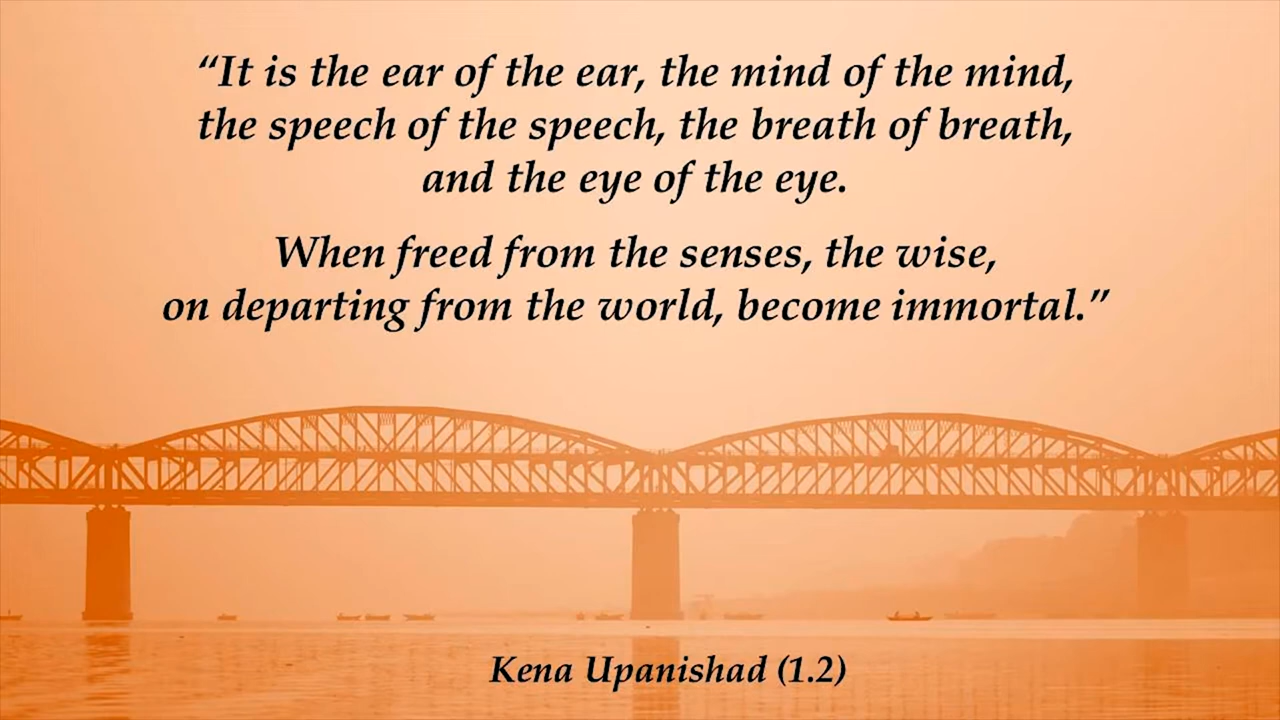 “It is the ear of the ear, the mind of the mind,
the speech of the speech, the breath of breath,
and the eye of the eye.
When freed from the senses, the wise,
on departing from the world, become immortal.”
Kena Upanishad (1.2)